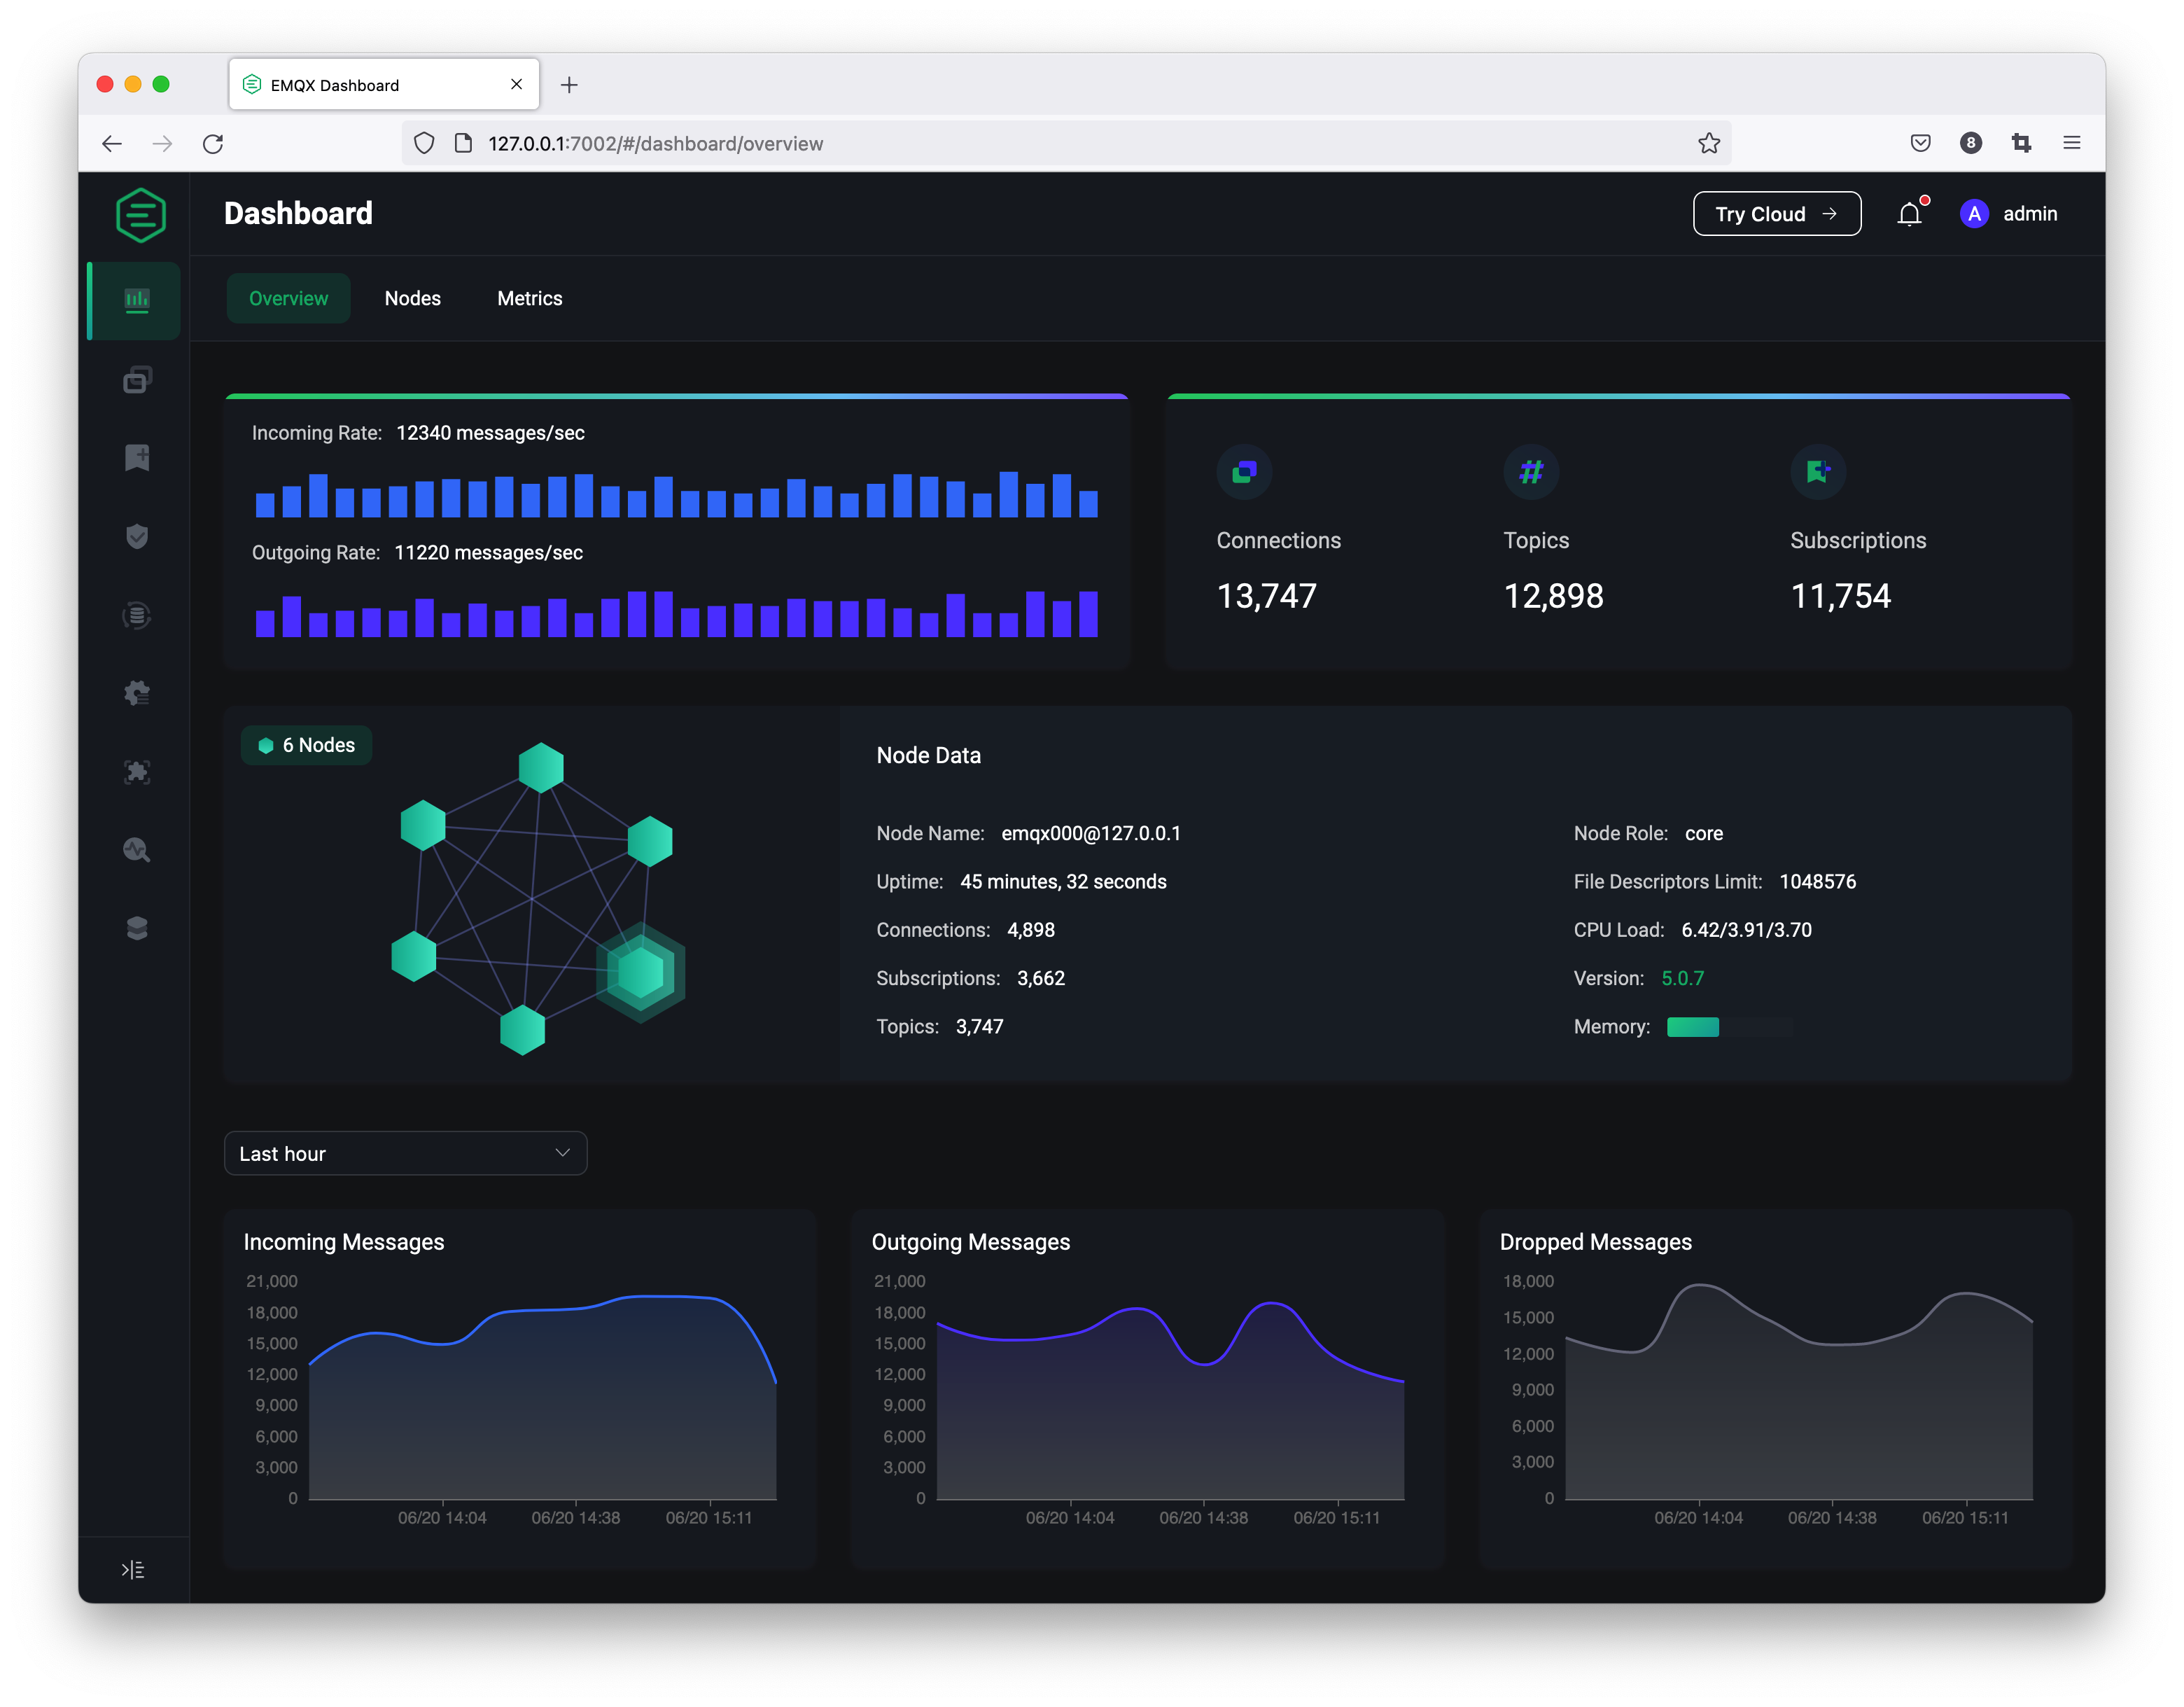 EMQX Dashboard
127.0.0.1:7002/#/dashboard/overview
8
Dashboard
Try Cloud
A
admin
Overview
Nodes
Metrics
Incoming Rate: 12340 messages/sec
Outgoing Rate: 11220 messages/sec
Connections
13,747
Topics
12,898
Subscriptions
11,754
6 Nodes
Node Data
Node Name: emqx000@127.0.0.1
Uptime: 45 minutes, 32 seconds
Connections: 4,898
Subscriptions: 3,662
Topics: 3,747
Node Role: core
File Descriptors Limit: 1048576
CPU Load: 6.42/3.91/3.70
Version: 5.0.7
Memory:
Last hour
Incoming Messages
21,000
18,000
15,000
12,000
9,000
6,000
3,000
0
06/20 14:04 06/20 14:38 06/20 15:11
Outgoing Messages
21,000
18,000
15,000
12,000
9,000
6,000
3,000
0
06/20 14:04 06/20 14:38 06/20 15:11
Dropped Messages
18,000
15,000
12,000
9,000
6,000
3,000
0
06/20 14:04 06/20 14:38 06/20 15:11